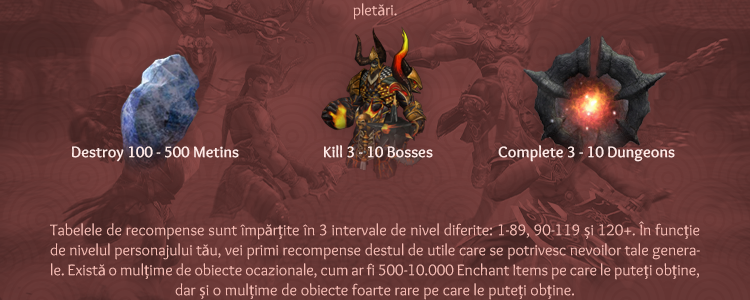 pletări.
Destroy 100 - 500 Metins
Kill 3 - 10 Bosses
Complete 3 - 10 Dungeons
Tabelele de recompense sunt împărțite în 3 intervale de nivel diferite: 1-89, 90-119 și 120+. În funcție
de nivelul personajului tău, vei primi recompense destul de utile care se potrivesc nevoilor tale genera-
le. Există o mulțime de obiecte ocazionale, cum ar fi 500-10.000 Enchant Items pe care le puteți obține,
dar și o mulțime de obiecte foarte rare pe care le puteți obține.